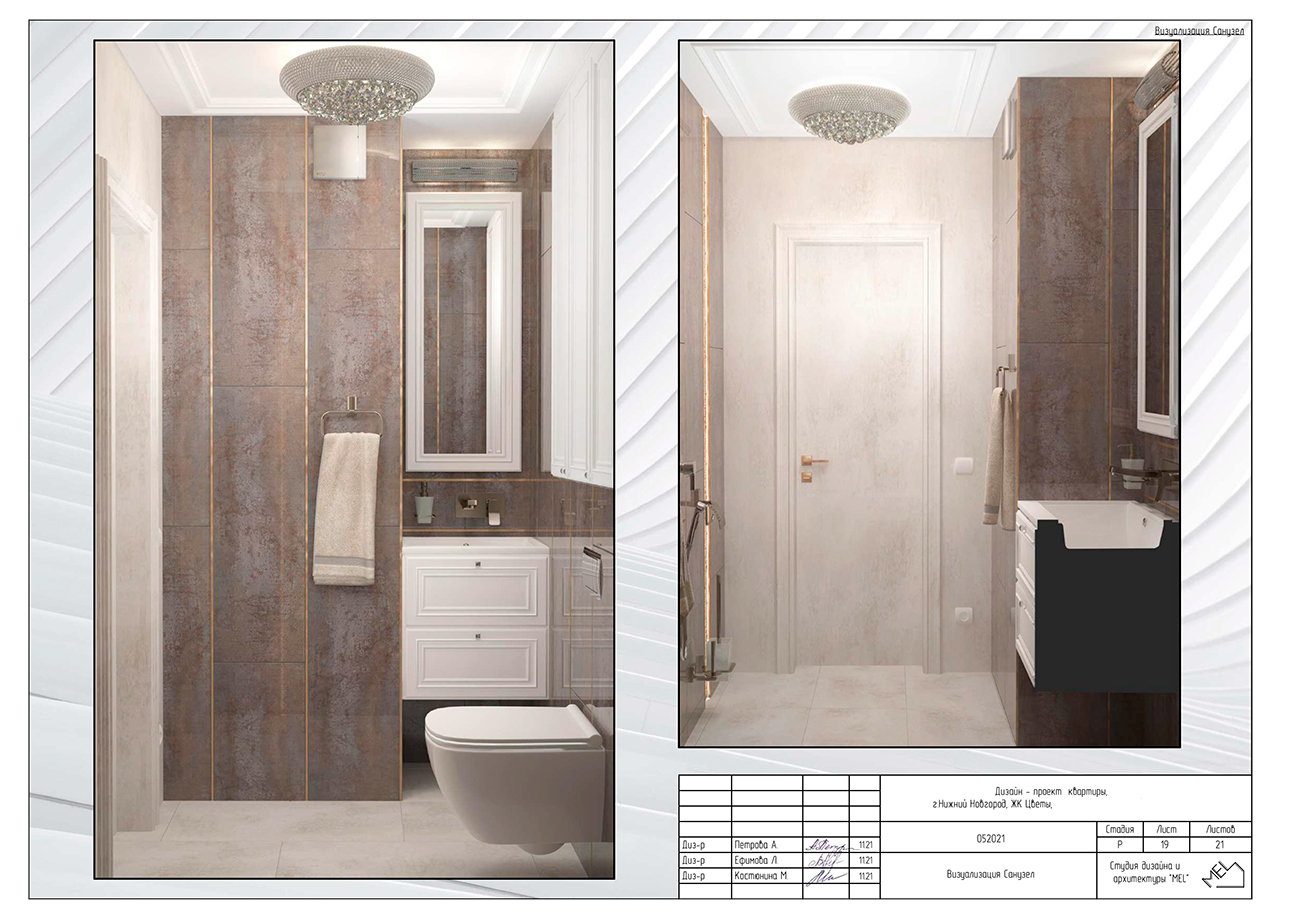 Визуализация Санузел
Дизайн - проект квартиры,
г.Нижний Новгород, ЖК Цветы,
052021
Стадия Лист Листов
Р 19 21
Диз-р Петрова А. 1121
Диз-р Ефимова Л. 1121
Диз-р Костюнина М. 1121
Визуализация Санузел
Студия дизайна и
архитектуры "MEL"
MEL